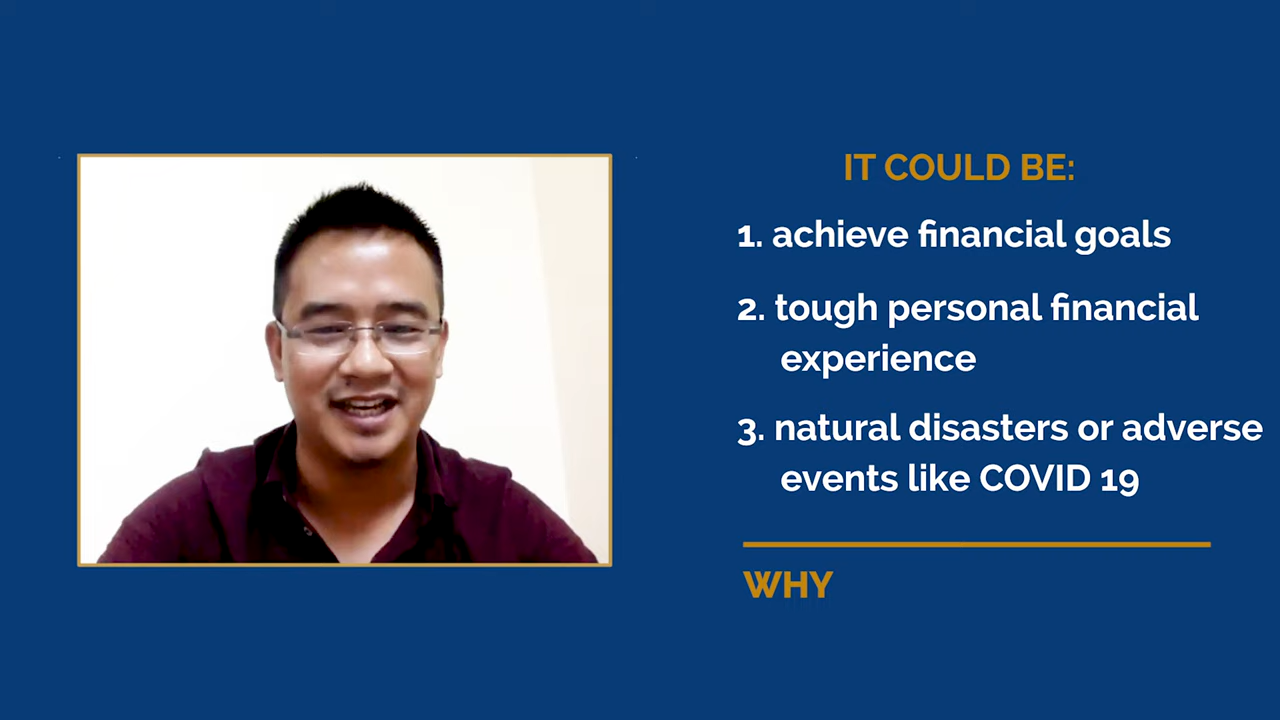 IT COULD BE:
1. achieve financial goals
2. tough personal financial
experience
3. natural disasters or adverse
events like COVID 19
WHY